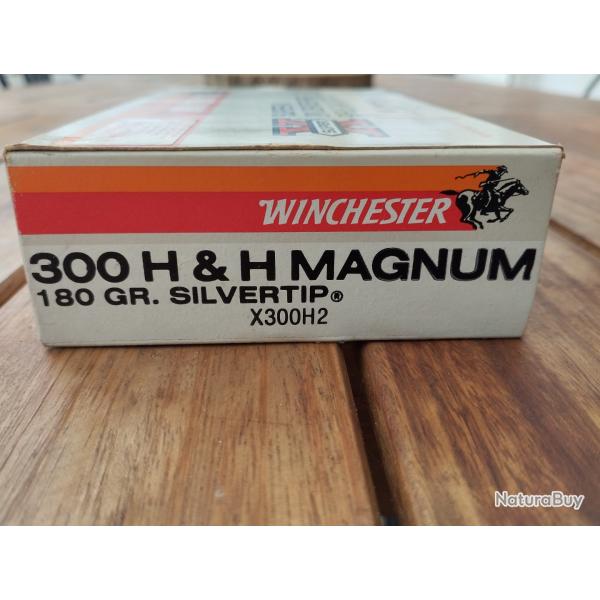 WINCHESTER
300 H & H MAGNUM
180 GR. SILVERTIP®
X300H2
NaturaBuy